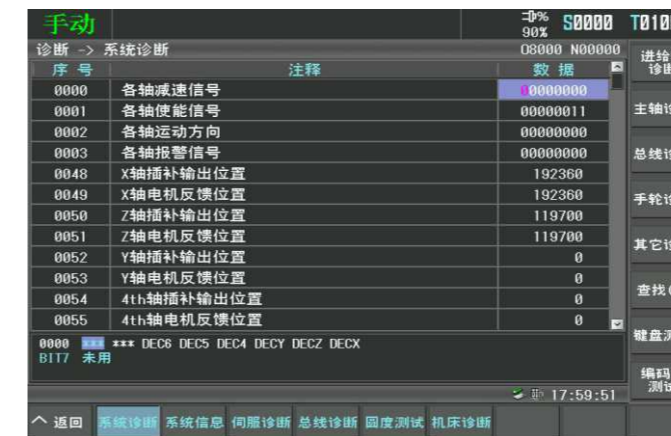 手动 90% S0000 T010
诊断 -> 系统诊断 O8000 N00000
序 号 注释 数 据
0000 各轴减速信号 00000000
0001 各轴使能信号 00000011
0002 各轴运动方向 00000000
0003 各轴报警信号 00000000
0048 X轴插补输出位置 192360
0049 X轴电机反馈位置 192360
0050 Z轴插补输出位置 119700
0051 Z轴电机反馈位置 119700
0052 Y轴插补输出位置 0
0053 Y轴电机反馈位置 0
0054 4th轴插补输出位置 0
0055 4th轴电机反馈位置 0
0000 *** *** DEC6 DEC5 DEC4 DECY DECZ DECX
BIT7 未用
17:59:51
^ 返回 系统诊断 系统信息 伺服诊断 总线诊断 圆度测试 机床诊断
进给
诊
主轴
总线
手轮
其它
查找
键盘
编码
测